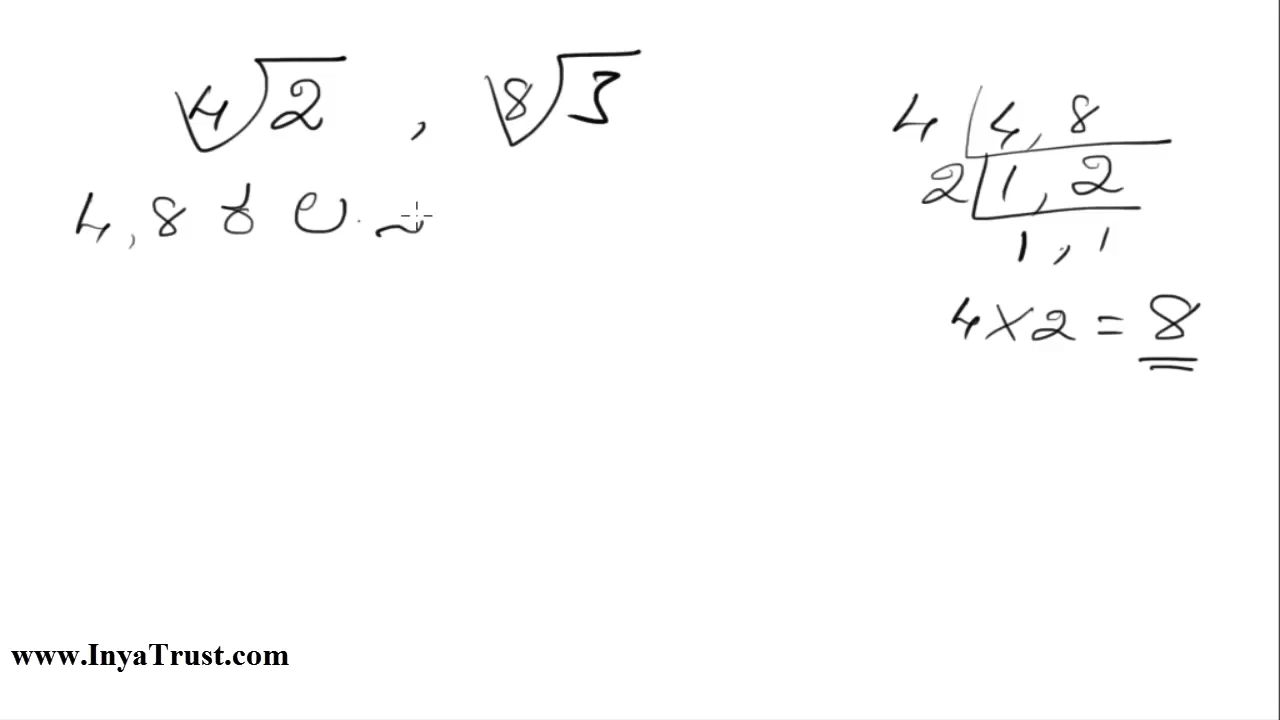 ∜2 , ⁸√3
4, 8 ರ ಲ.
4 | 4, 8
2 | 1, 2
1, 1
4 × 2 = 8
www.InyaTrust.com